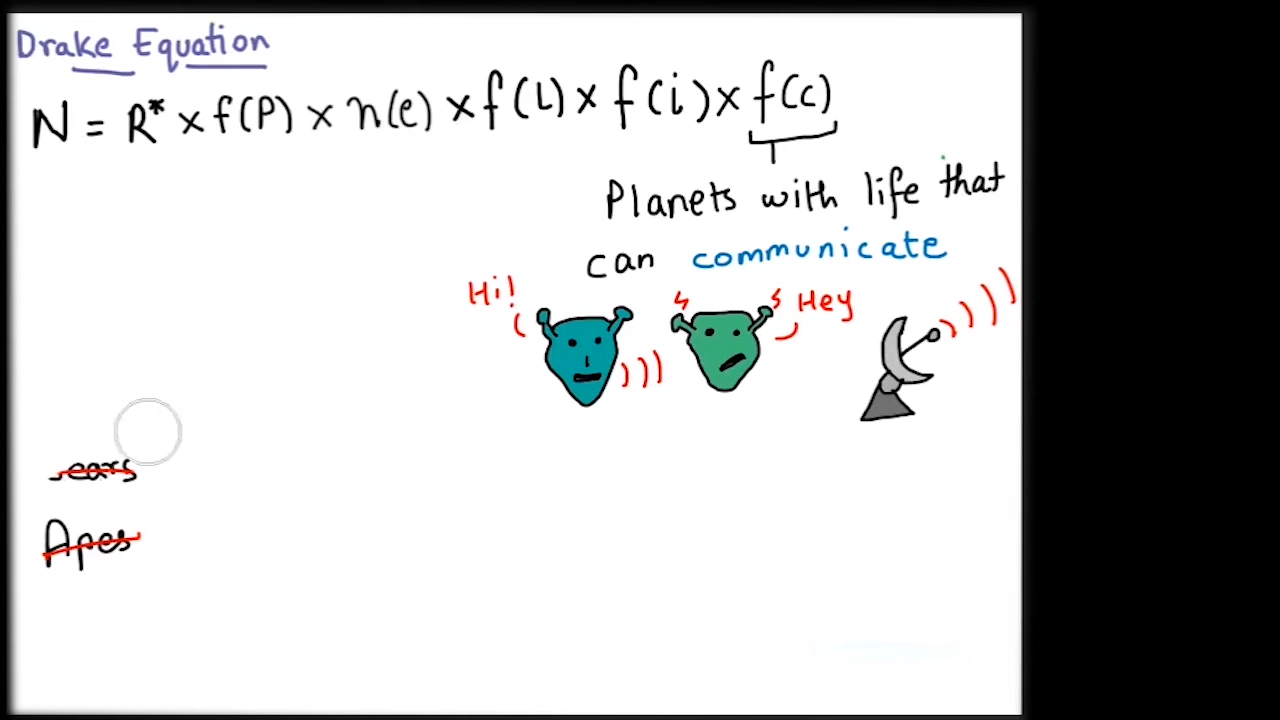 Drake Equation
N = R* × f(P) × n(e) × f(L) × f(i) × f(c)
Planets with life that
can communicate
Hi!
Hey
Apes